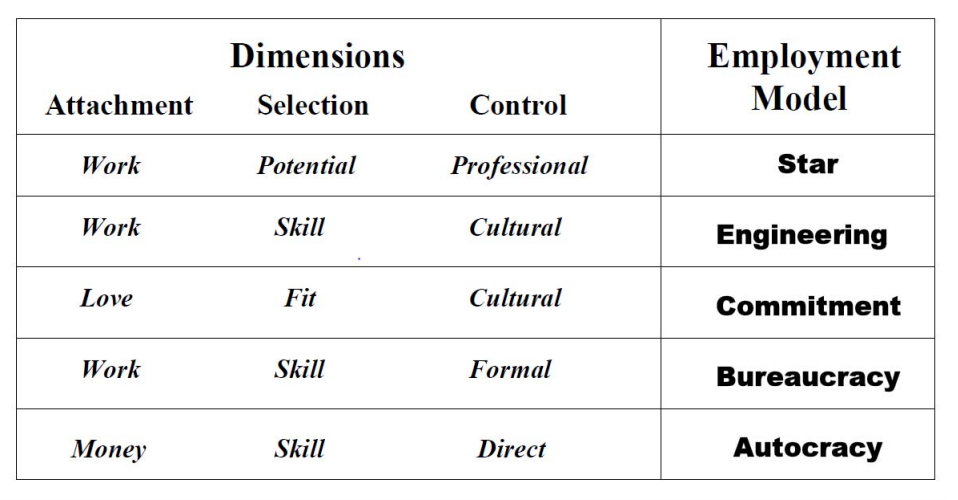 Dimensions Employment
Attachment Selection Control Model
Work Potential Professional Star
Work Skill Cultural Engineering
Love Fit Cultural Commitment
Work Skill Formal Bureaucracy
Money Skill Direct Autocracy